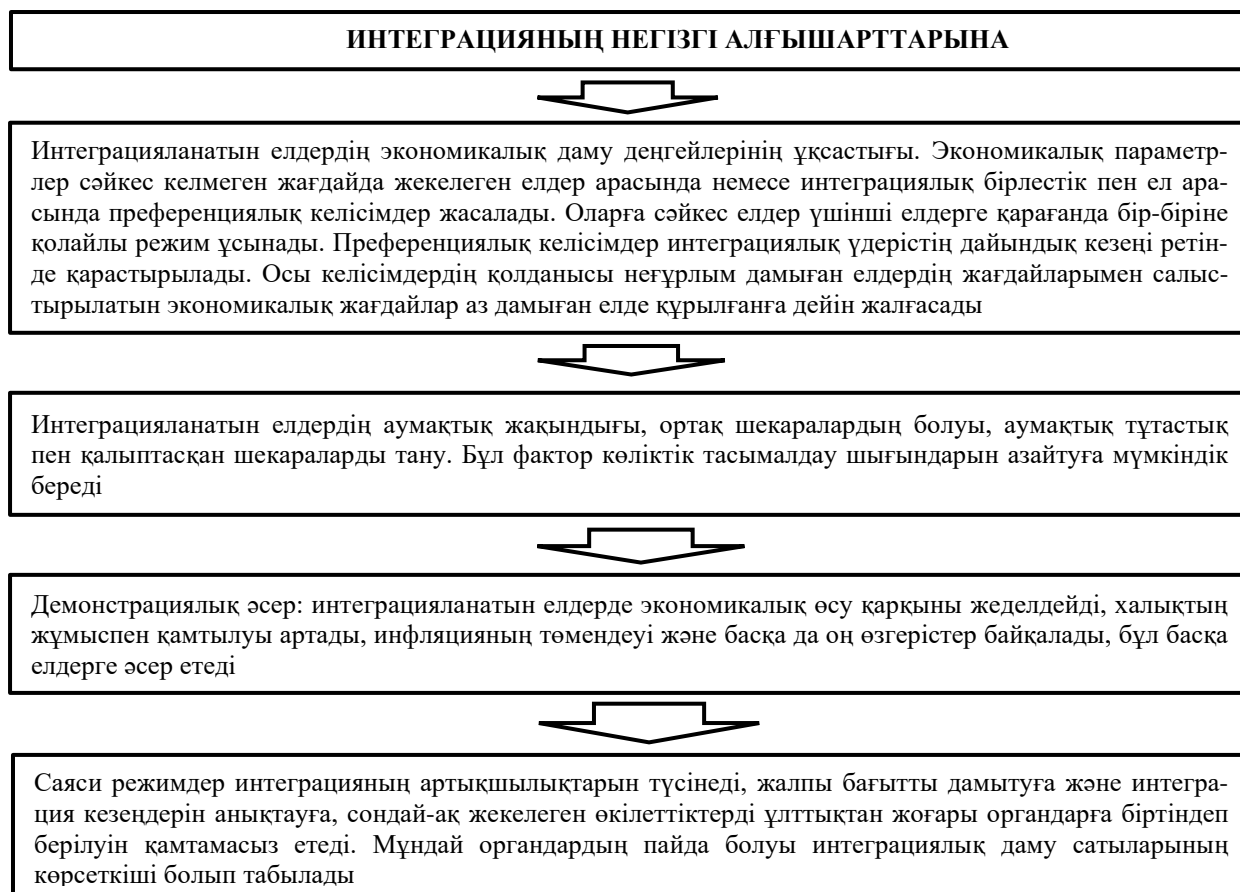 ИНТЕГРАЦИЯНЫҢ НЕГІЗГІ АЛҒЫШАРТТАРЫНА
Интеграцияланатын елдердің экономикалық даму деңгейлерінің ұқсастығы. Экономикалық параметр-
лер сәйкес келмеген жағдайда жекелеген елдер арасында немесе интеграциялық бірлестік пен ел ара-
сында преференциялық келісімдер жасалады. Оларға сәйкес елдер үшінші елдерге қарағанда бір-біріне
қолайлы режим ұсынады. Преференциялық келісімдер интеграциялық үдерістің дайындық кезеңі ретін-
де қарастырылады. Осы келісімдердің қолданысы неғұрлым дамыған елдердің жағдайларымен салыс-
тырылатын экономикалық жағдайлар аз дамыған елде құрылғанға дейін жалғасады
Интеграцияланатын елдердің аумақтық жақындығы, ортақ шекаралардың болуы, аумақтық тұтастық
пен қалыптасқан шекараларды тану. Бұл фактор көліктік тасымалдау шығындарын азайтуға мүмкіндік
береді
Демонстрациялық әсер: интеграцияланатын елдерде экономикалық өсу қарқыны жеделдейді, халықтың
жұмыспен қамтылуы артады, инфляцияның төмендеуі және басқа да оң өзгерістер байқалады, бұл басқа
елдерге әсер етеді
Саяси режимдер интеграцияның артықшылықтарын түсінеді, жалпы бағытты дамытуға және интегра-
ция кезеңдерін анықтауға, сондай-ақ жекелеген өкілеттіктерді ұлттықтан жоғары органдарға біртіндеп
берілуін қамтамасыз етеді. Мұндай органдардың пайда болуы интеграциялық даму сатыларының
көрсеткіші болып табылады